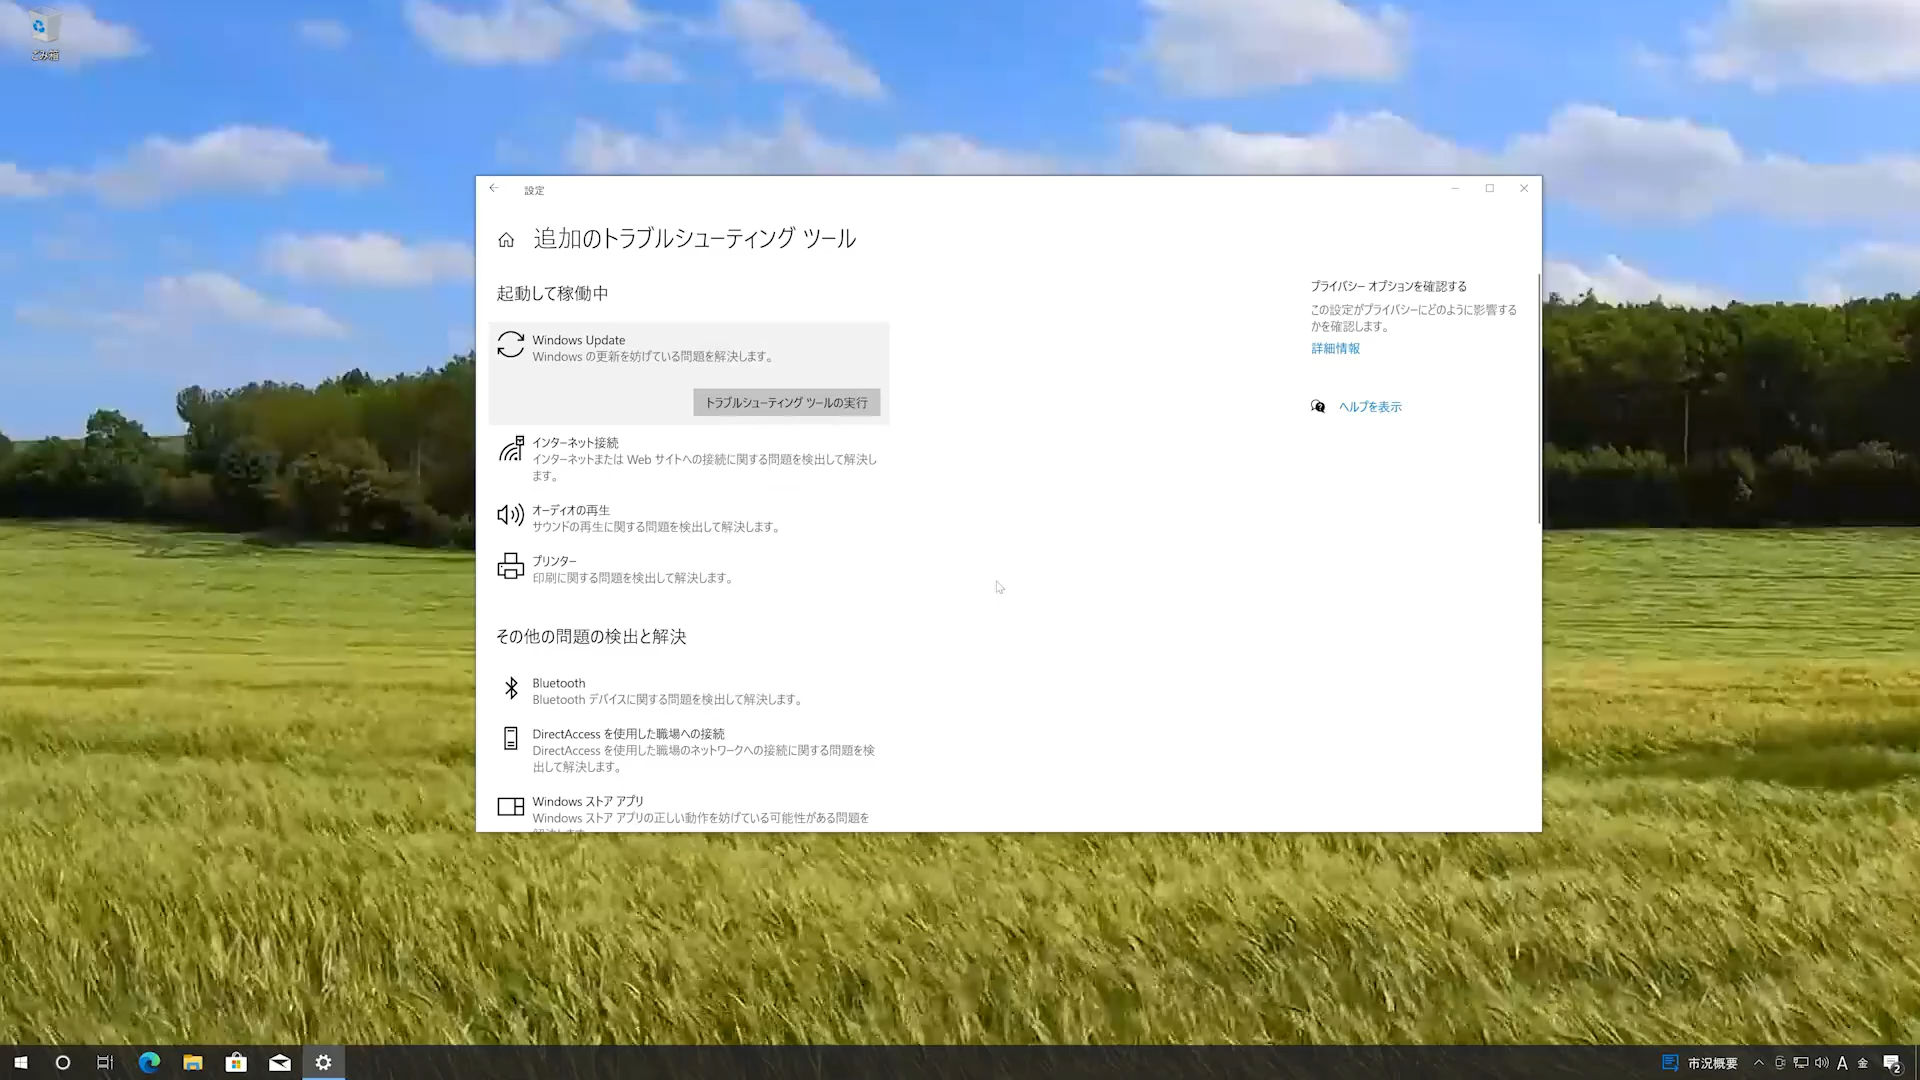 ごみ箱
設定
追加のトラブルシューティング ツール
起動して稼働中
Windows Update
Windows の更新を妨げている問題を解決します。
トラブルシューティング ツールの実行
インターネット接続
インターネットまたは Web サイトへの接続に関する問題を検出して解決し
ます。
オーディオの再生
サウンドの再生に関する問題を検出して解決します。
プリンター
印刷に関する問題を検出して解決します。
その他の問題の検出と解決
Bluetooth
Bluetooth デバイスに関する問題を検出して解決します。
DirectAccess を使用した職場への接続
DirectAccess を使用した職場のネットワークへの接続に関する問題を検
出して解決します。
Windows ストア アプリ
Windows ストア アプリの正しい動作を妨げている可能性がある問題を
プライバシー オプションを確認する
この設定がプライバシーにどのように影響する
かを確認します。
詳細情報
ヘルプを表示
市況概要
A
2